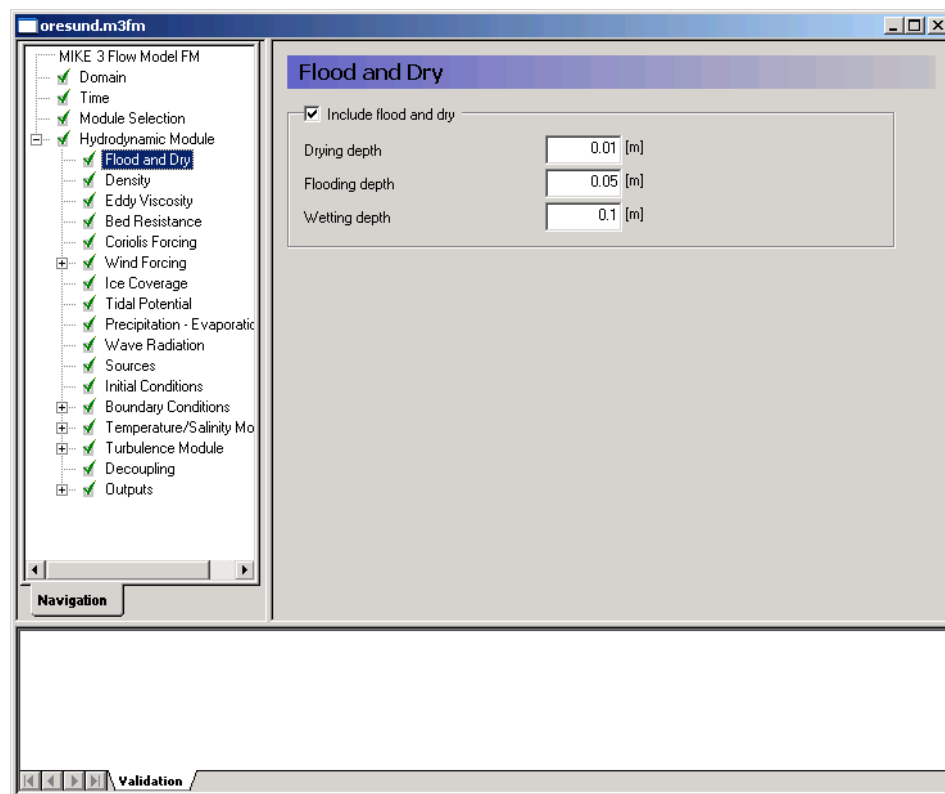 oresund.m3fm
MIKE 3 Flow Model FM
Domain
Time
Module Selection
Hydrodynamic Module
Flood and Dry
Density
Eddy Viscosity
Bed Resistance
Coriolis Forcing
Wind Forcing
Ice Coverage
Tidal Potential
Precipitation - Evaporatic
Wave Radiation
Sources
Initial Conditions
Boundary Conditions
Temperature/Salinity Mo
Turbulence Module
Decoupling
Outputs
Navigation
Flood and Dry
Include flood and dry
Drying depth 0.01 [m]
Flooding depth 0.05 [m]
Wetting depth 0.1 [m]
Validation